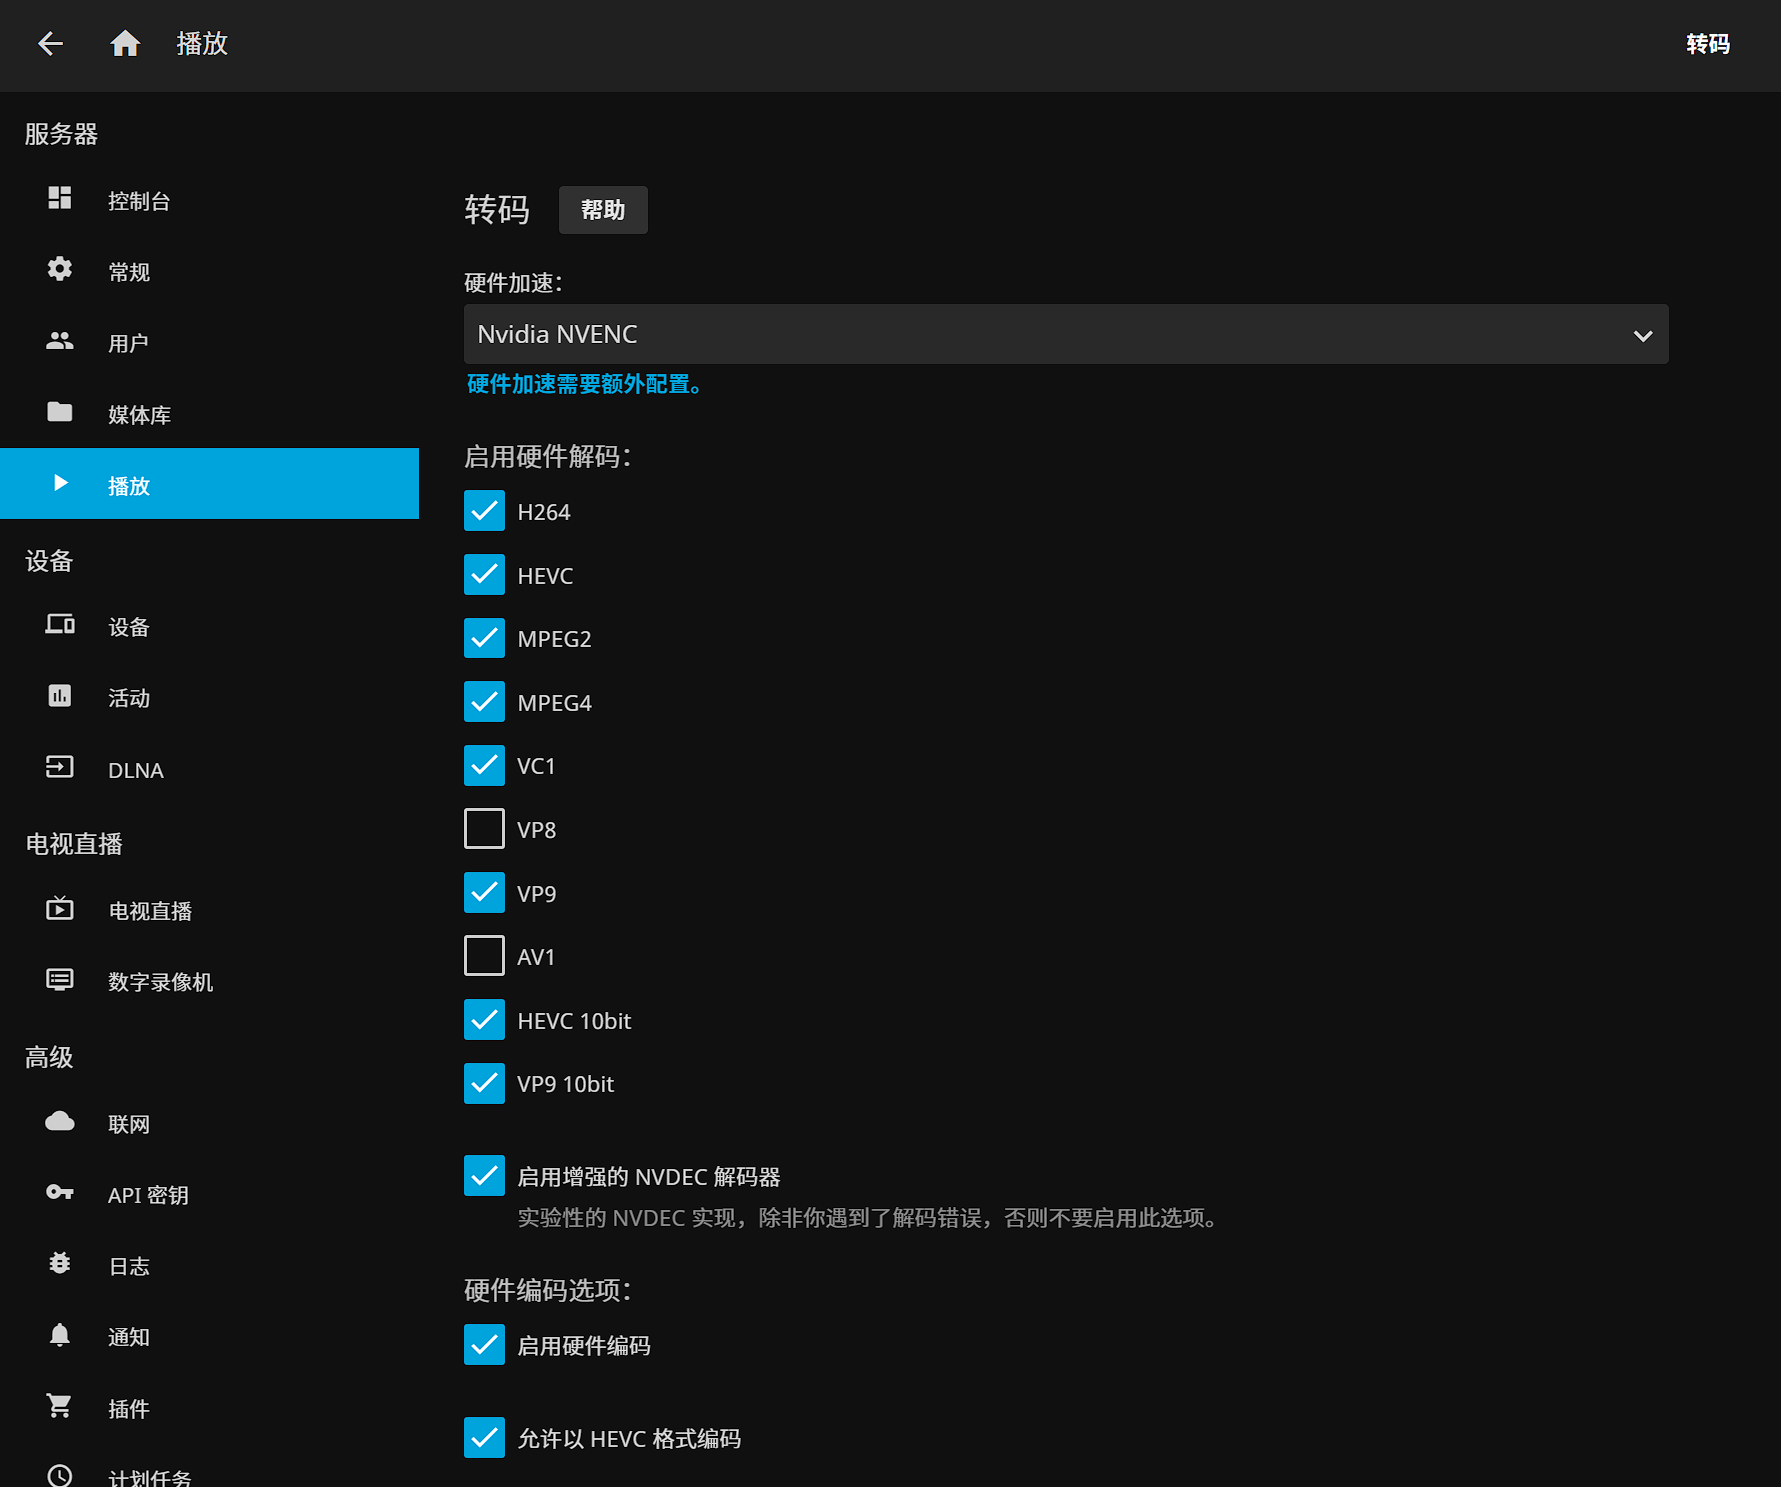 播放
转码
服务器
控制台
常规
用户
媒体库
播放
设备
设备
活动
DLNA
电视直播
电视直播
数字录像机
高级
联网
API 密钥
日志
通知
插件
计划任务
转码
帮助
硬件加速：
Nvidia NVENC
硬件加速需要额外配置。
启用硬件解码：
H264
HEVC
MPEG2
MPEG4
VC1
VP8
VP9
AV1
HEVC 10bit
VP9 10bit
启用增强的 NVDEC 解码器
实验性的 NVDEC 实现，除非你遇到了解码错误，否则不要启用此选项。
硬件编码选项：
启用硬件编码
允许以 HEVC 格式编码